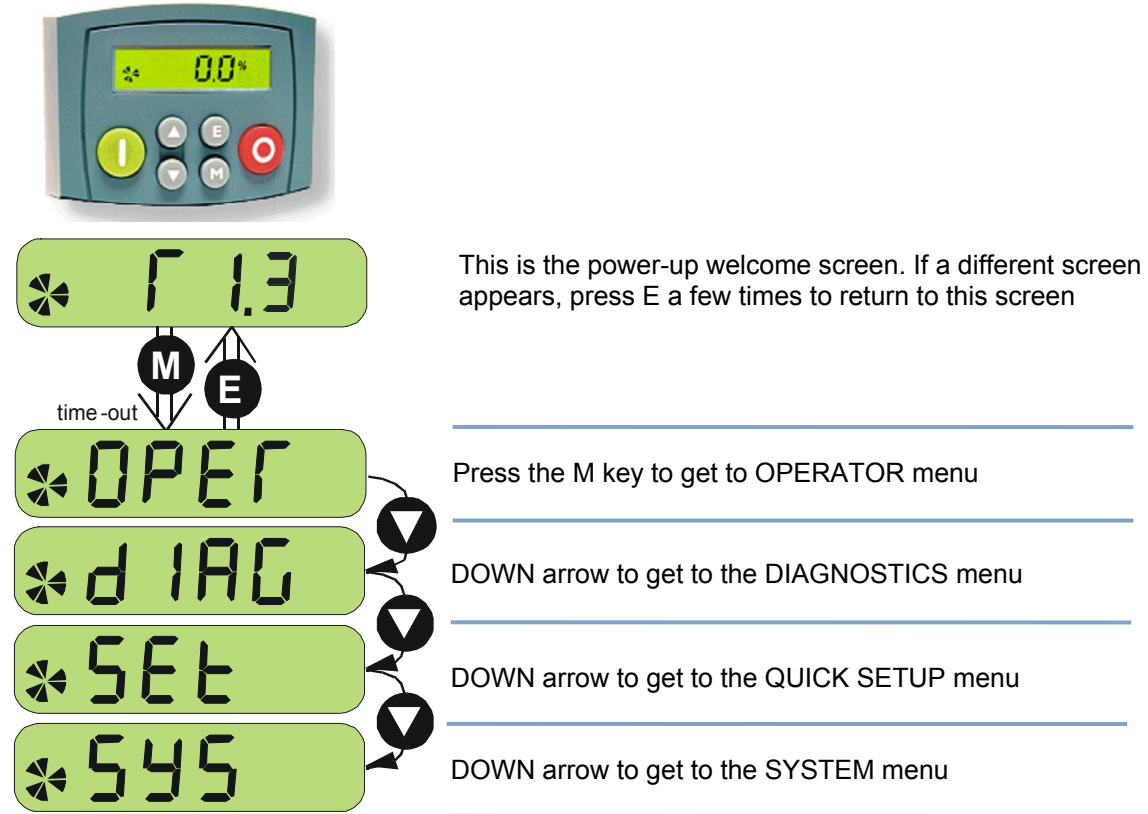 0.0%
E
M
r 1.3
This is the power-up welcome screen. If a different screen
appears, press E a few times to return to this screen
M
E
time-out
OPEr
Press the M key to get to OPERATOR menu
dIAG
DOWN arrow to get to the DIAGNOSTICS menu
SEt
DOWN arrow to get to the QUICK SETUP menu
SYS
DOWN arrow to get to the SYSTEM menu